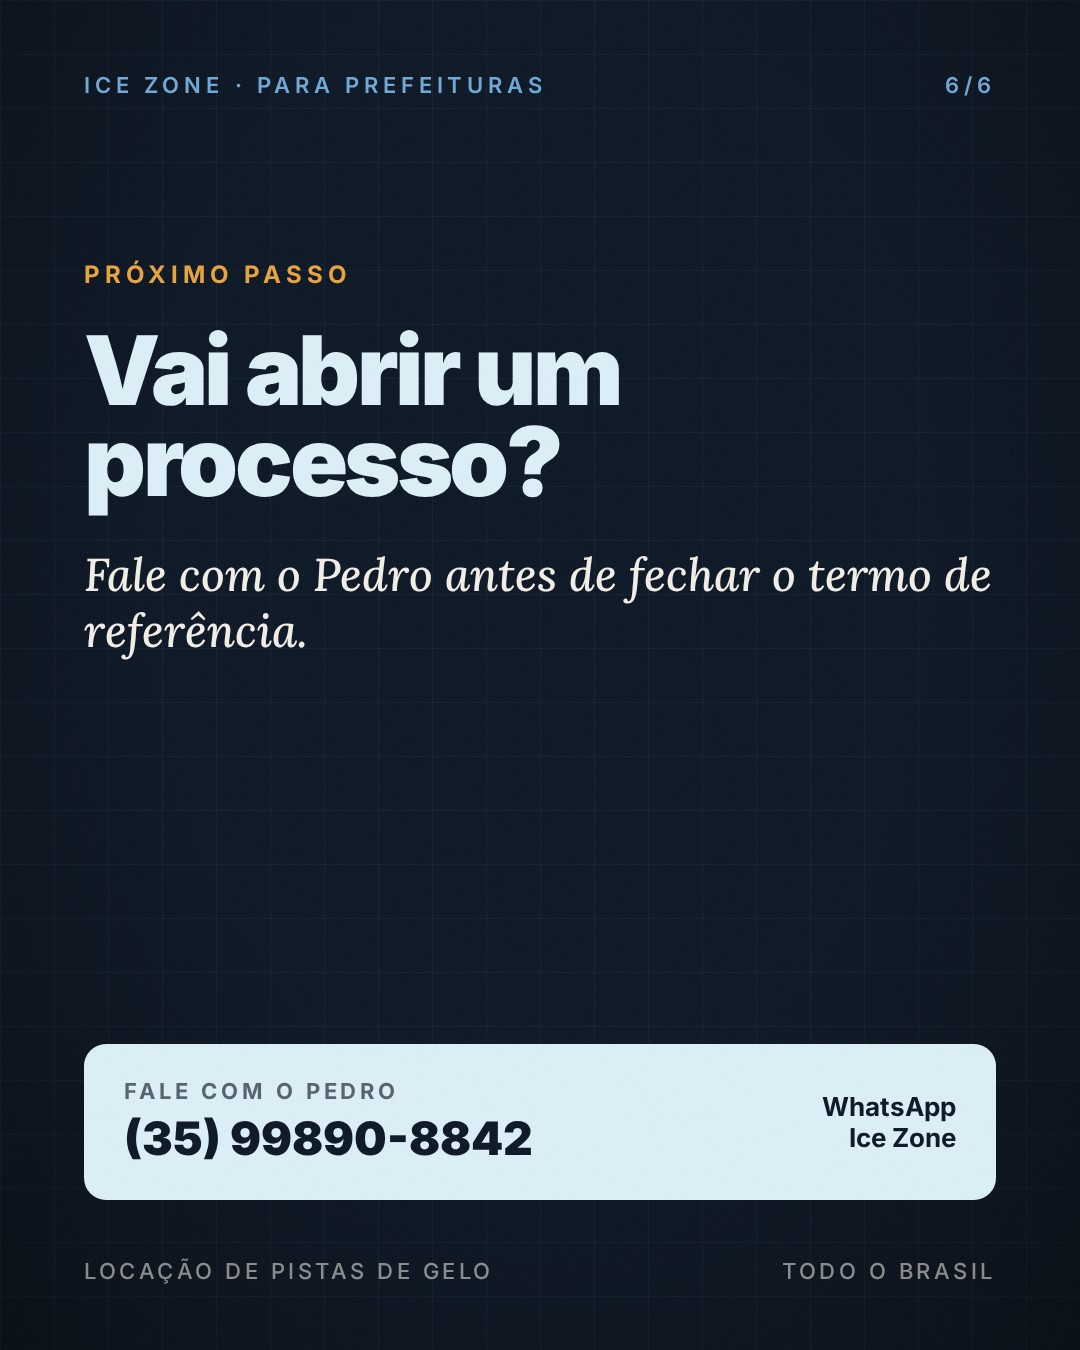 ICE ZONE · PARA PREFEITURAS
6/6
PRÓXIMO PASSO
Vai abrir um
processo?
Fale com o Pedro antes de fechar o termo de
referência.
FALE COM O PEDRO
(35) 99890-8842
WhatsApp
Ice Zone
LOCAÇÃO DE PISTAS DE GELO
TODO O BRASIL